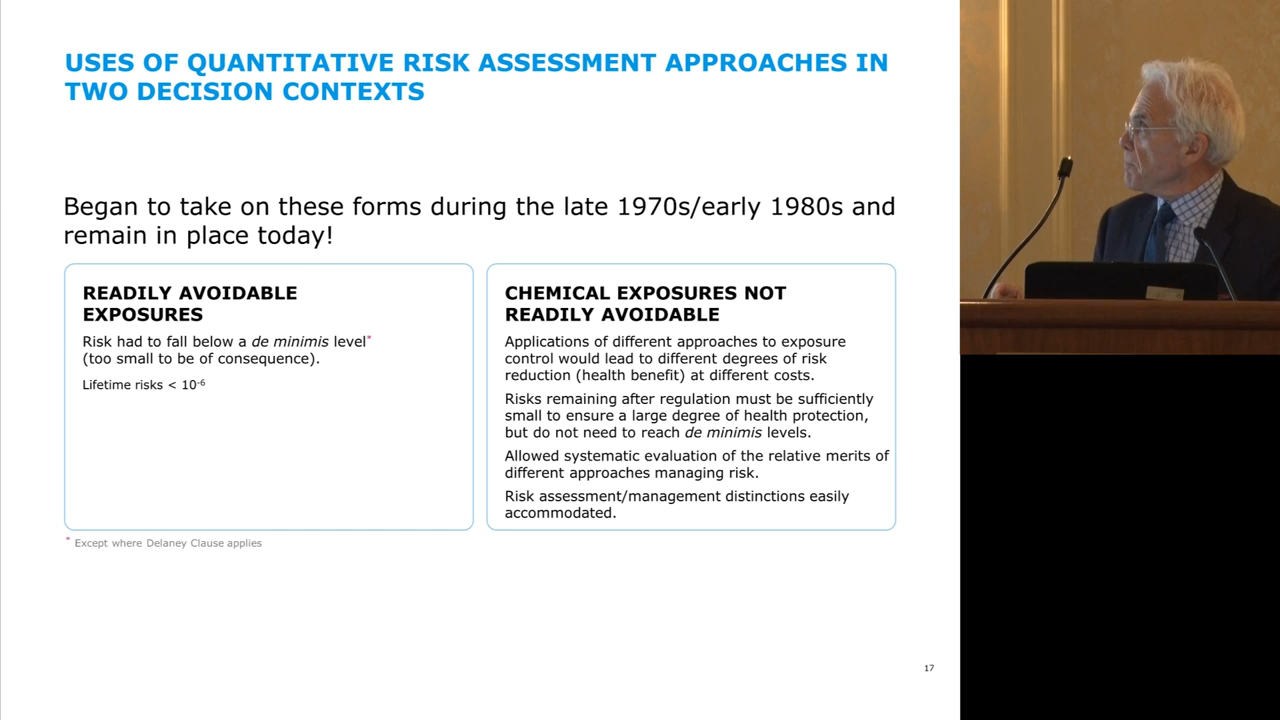 USES OF QUANTITATIVE RISK ASSESSMENT APPROACHES IN
TWO DECISION CONTEXTS
Began to take on these forms during the late 1970s/early 1980s and
remain in place today!
READILY AVOIDABLE
EXPOSURES
Risk had to fall below a de minimis level*
(too small to be of consequence).
Lifetime risks < 10⁻⁶
CHEMICAL EXPOSURES NOT
READILY AVOIDABLE
Applications of different approaches to exposure
control would lead to different degrees of risk
reduction (health benefit) at different costs.
Risks remaining after regulation must be sufficiently
small to ensure a large degree of health protection,
but do not need to reach de minimis levels.
Allowed systematic evaluation of the relative merits of
different approaches managing risk.
Risk assessment/management distinctions easily
accommodated.
* Except where Delaney Clause applies
17